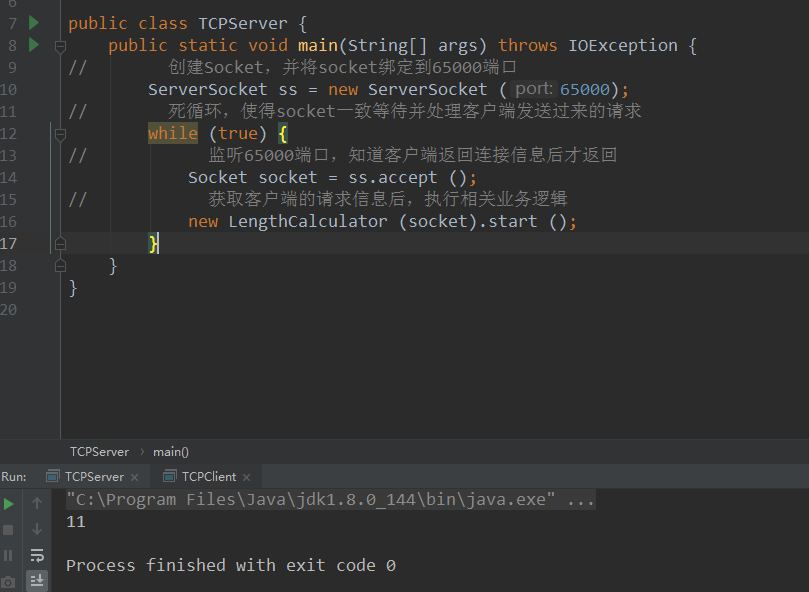 6
7 public class TCPServer {
8 public static void main(String[] args) throws IOException {
9 // 创建Socket，并将socket绑定到65000端口
10 ServerSocket ss = new ServerSocket ( port: 65000);
11 // 死循环，使得socket一致等待并处理客户端发送过来的请求
12 while (true) {
13 // 监听65000端口，知道客户端返回连接信息后才返回
14 Socket socket = ss.accept ();
15 // 获取客户端的请求信息后，执行相关业务逻辑
16 new LengthCalculator (socket).start ();
17 }
18 }
19 }
20
TCPServer › main()
Run: TCPServer × TCPClient ×
"C:\Program Files\Java\jdk1.8.0_144\bin\java.exe" ...
11
Process finished with exit code 0